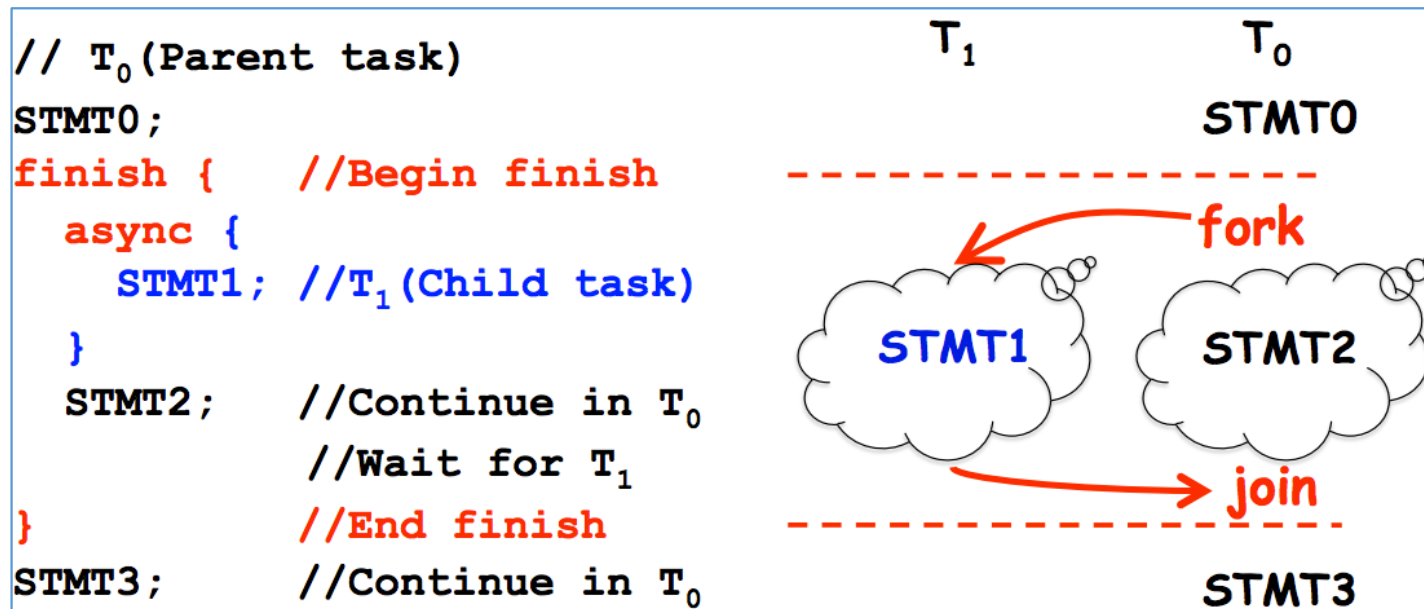 // T0(Parent task)
STMT0;
finish {   //Begin finish
  async {
    STMT1; //T1(Child task)
  }
  STMT2;   //Continue in T0
           //Wait for T1
}          //End finish
STMT3;     //Continue in T0
T1 T0
STMT0
fork
STMT1 STMT2
join
STMT3